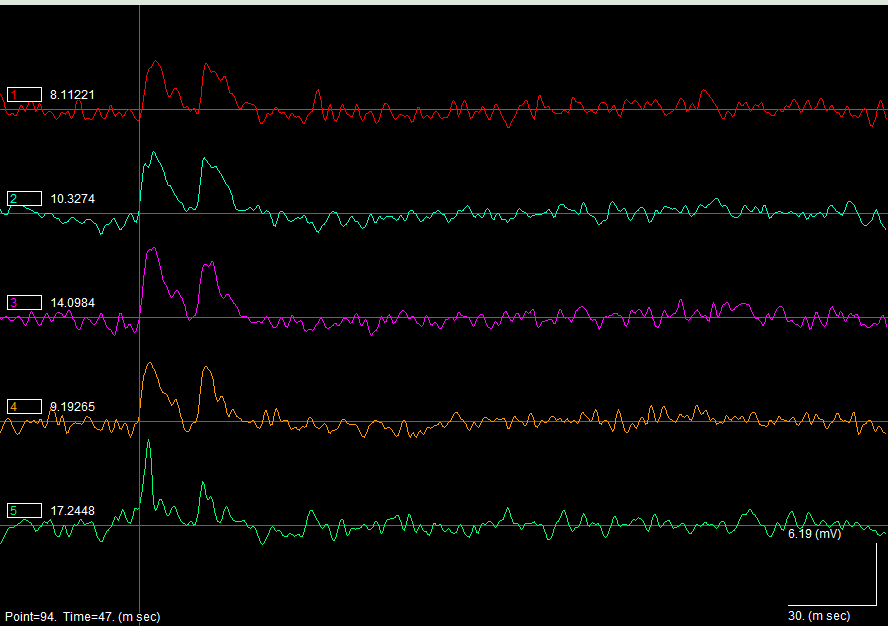 1 8.11221
2 10.3274
3 14.0984
4 9.19265
5 17.2448
6.19 (mV)
30. (m sec)
Point=94. Time=47. (m sec)